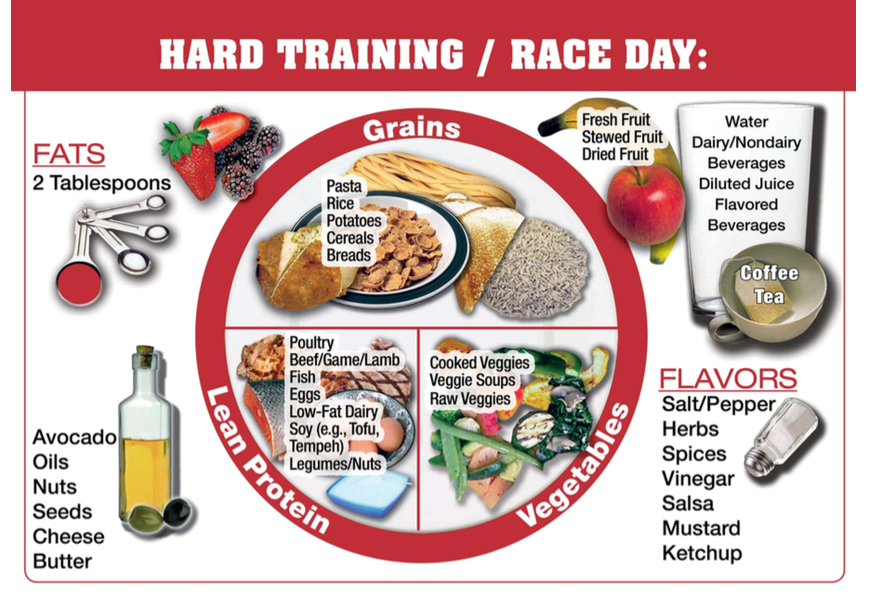 HARD TRAINING / RACE DAY:
FATS
2 Tablespoons
Avocado
Oils
Nuts
Seeds
Cheese
Butter
Grains
Pasta
Rice
Potatoes
Cereals
Breads
Lean Protein
Poultry
Beef/Game/Lamb
Fish
Eggs
Low-Fat Dairy
Soy (e.g., Tofu,
Tempeh)
Legumes/Nuts
Vegetables
Cooked Veggies
Veggie Soups
Raw Veggies
Fresh Fruit
Stewed Fruit
Dried Fruit
Water
Dairy/Nondairy
Beverages
Diluted Juice
Flavored
Beverages
Coffee
Tea
FLAVORS
Salt/Pepper
Herbs
Spices
Vinegar
Salsa
Mustard
Ketchup